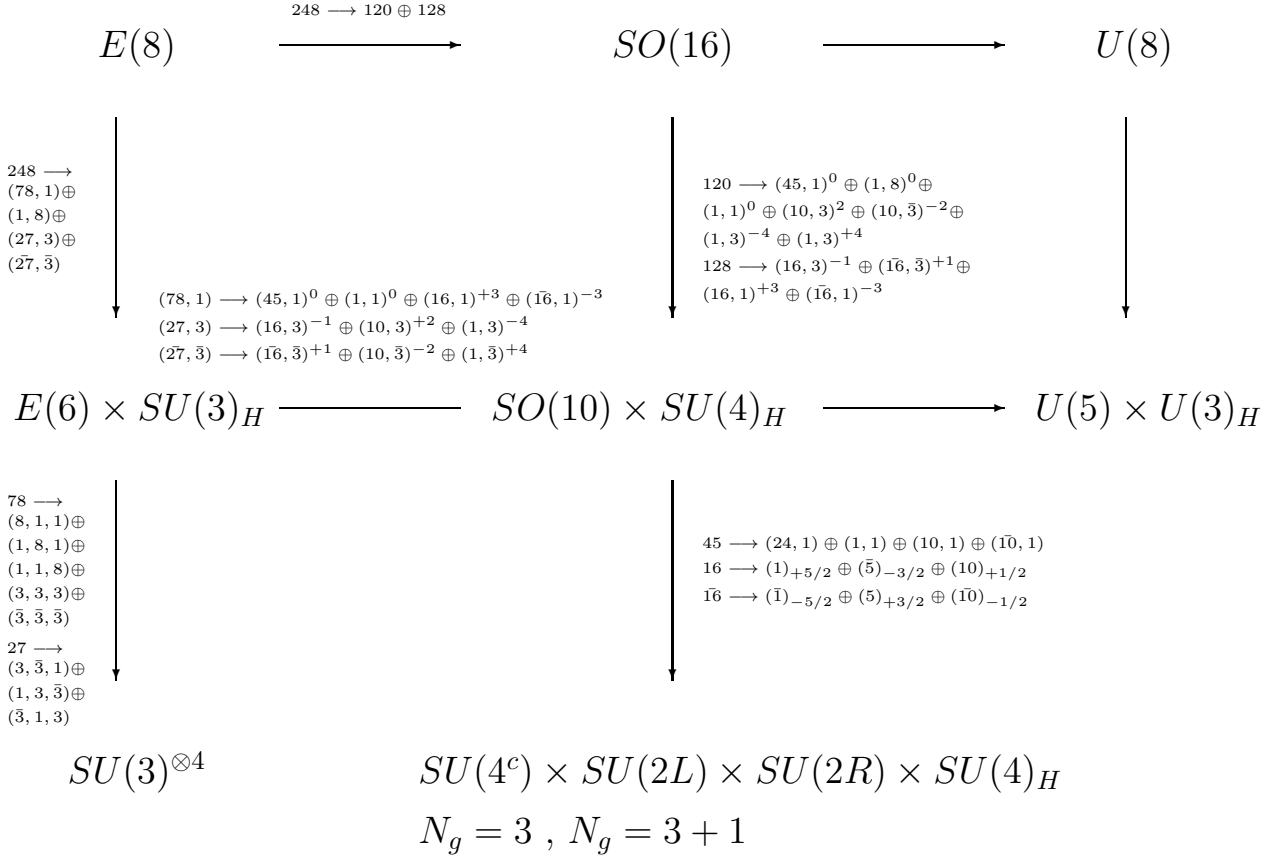 248 ⟶ 120 ⊕ 128
E(8)
SO(16)
U(8)
248 ⟶
(78, 1)⊕
(1, 8)⊕
(27, 3)⊕
(2̄7, 3̄)
120 ⟶ (45, 1)⁰ ⊕ (1, 8)⁰⊕
(1, 1)⁰ ⊕ (10, 3)² ⊕ (10, 3̄)⁻²⊕
(1, 3)⁻⁴ ⊕ (1, 3)⁺⁴
128 ⟶ (16, 3)⁻¹ ⊕ (1̄6, 3̄)⁺¹⊕
(16, 1)⁺³ ⊕ (1̄6, 1)⁻³
(78, 1) ⟶ (45, 1)⁰ ⊕ (1, 1)⁰ ⊕ (16, 1)⁺³ ⊕ (1̄6, 1)⁻³
(27, 3) ⟶ (16, 3)⁻¹ ⊕ (10, 3)⁺² ⊕ (1, 3)⁻⁴
(2̄7, 3̄) ⟶ (1̄6, 3̄)⁺¹ ⊕ (10, 3̄)⁻² ⊕ (1, 3̄)⁺⁴
E(6) × SU(3)_H
SO(10) × SU(4)_H
U(5) × U(3)_H
78 ⟶
(8, 1, 1)⊕
(1, 8, 1)⊕
(1, 1, 8)⊕
(3, 3, 3)⊕
(3̄, 3̄, 3̄)
27 ⟶
(3, 3̄, 1)⊕
(1, 3, 3̄)⊕
(3̄, 1, 3)
45 ⟶ (24, 1) ⊕ (1, 1) ⊕ (10, 1) ⊕ (1̄0, 1)
16 ⟶ (1)₊₅/₂ ⊕ (5̄)₋₃/₂ ⊕ (10)₊₁/₂
1̄6 ⟶ (1̄)₋₅/₂ ⊕ (5)₊₃/₂ ⊕ (1̄0)₋₁/₂
SU(3)^⊗4
SU(4^c) × SU(2L) × SU(2R) × SU(4)_H
N_g = 3 , N_g = 3 + 1